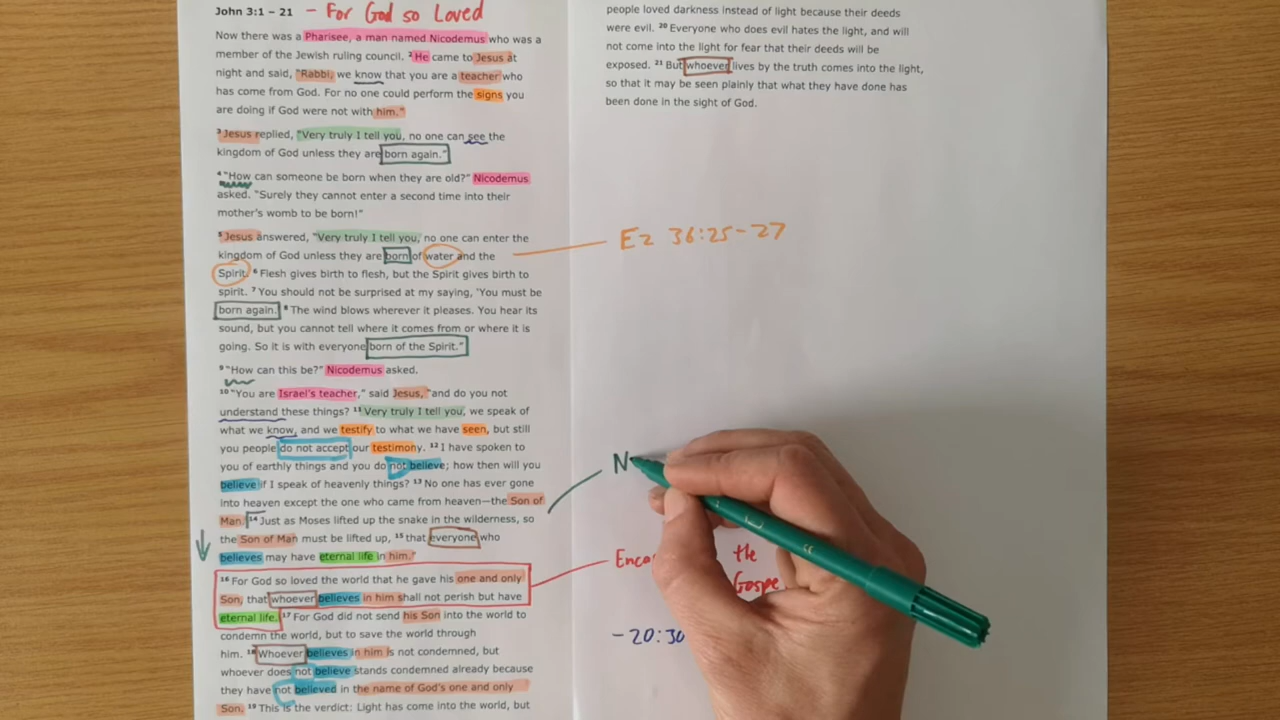 John 3:1 – 21 – For God so Loved
Now there was a Pharisee, a man named Nicodemus who was a
member of the Jewish ruling council. ²He came to Jesus at
night and said, "Rabbi, we know that you are a teacher who
has come from God. For no one could perform the signs you
are doing if God were not with him."
³Jesus replied, "Very truly I tell you, no one can see the
kingdom of God unless they are born again."
⁴"How can someone be born when they are old?" Nicodemus
asked. "Surely they cannot enter a second time into their
mother's womb to be born!"
⁵Jesus answered, "Very truly I tell you, no one can enter the
kingdom of God unless they are born of water and the
Spirit. ⁶ Flesh gives birth to flesh, but the Spirit gives birth to
spirit. ⁷ You should not be surprised at my saying, 'You must be
born again.' ⁸ The wind blows wherever it pleases. You hear its
sound, but you cannot tell where it comes from or where it is
going. So it is with everyone born of the Spirit."
⁹ "How can this be?" Nicodemus asked.
¹⁰ "You are Israel's teacher," said Jesus, "and do you not
understand these things? ¹¹ Very truly I tell you, we speak of
what we know, and we testify to what we have seen, but still
you people do not accept our testimony. ¹² I have spoken to
you of earthly things and you do not believe; how then will you
believe if I speak of heavenly things? ¹³ No one has ever gone
into heaven except the one who came from heaven—the Son of
Man. ¹⁴ Just as Moses lifted up the snake in the wilderness, so
the Son of Man must be lifted up, ¹⁵ that everyone who
believes may have eternal life in him."
¹⁶ For God so loved the world that he gave his one and only
Son, that whoever believes in him shall not perish but have
eternal life. ¹⁷ For God did not send his Son into the world to
condemn the world, but to save the world through
him. ¹⁸ Whoever believes in him is not condemned, but
whoever does not believe stands condemned already because
they have not believed in the name of God's one and only
Son. ¹⁹ This is the verdict: Light has come into the world, but
people loved darkness instead of light because their deeds
were evil. ²⁰ Everyone who does evil hates the light, and will
not come into the light for fear that their deeds will be
exposed. ²¹ But whoever lives by the truth comes into the light,
so that it may be seen plainly that what they have done has
been done in the sight of God.
Ez 36:25-27
N
the
Gospe
-20:30